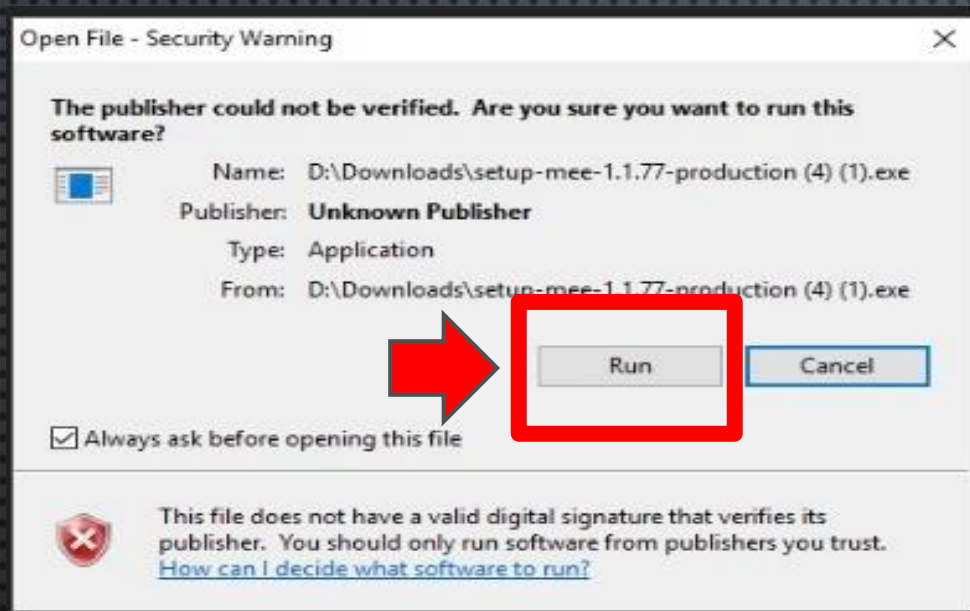 Open File - Security Warning
The publisher could not be verified. Are you sure you want to run this
software?
Name: D:\Downloads\setup-mee-1.1.77-production (4) (1).exe
Publisher: Unknown Publisher
Type: Application
From: D:\Downloads\setup-mee-1.1.77-production (4) (1).exe
Run Cancel
Always ask before opening this file
This file does not have a valid digital signature that verifies its
publisher. You should only run software from publishers you trust.
How can I decide what software to run?